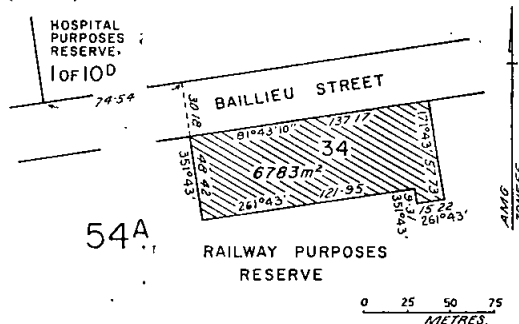 HOSPITAL
PURPOSES
RESERVE.
1 OF 10D
74·54
30·18
BAILLIEU STREET
81°43'10" 137·17
34
6783m²
351°43'
48·42
171°43' 57·73
261°43' 121·95
9·31
351°43'
15·22
261°43'
54A
RAILWAY PURPOSES
RESERVE
AMG
0 25 50 75
METRES.